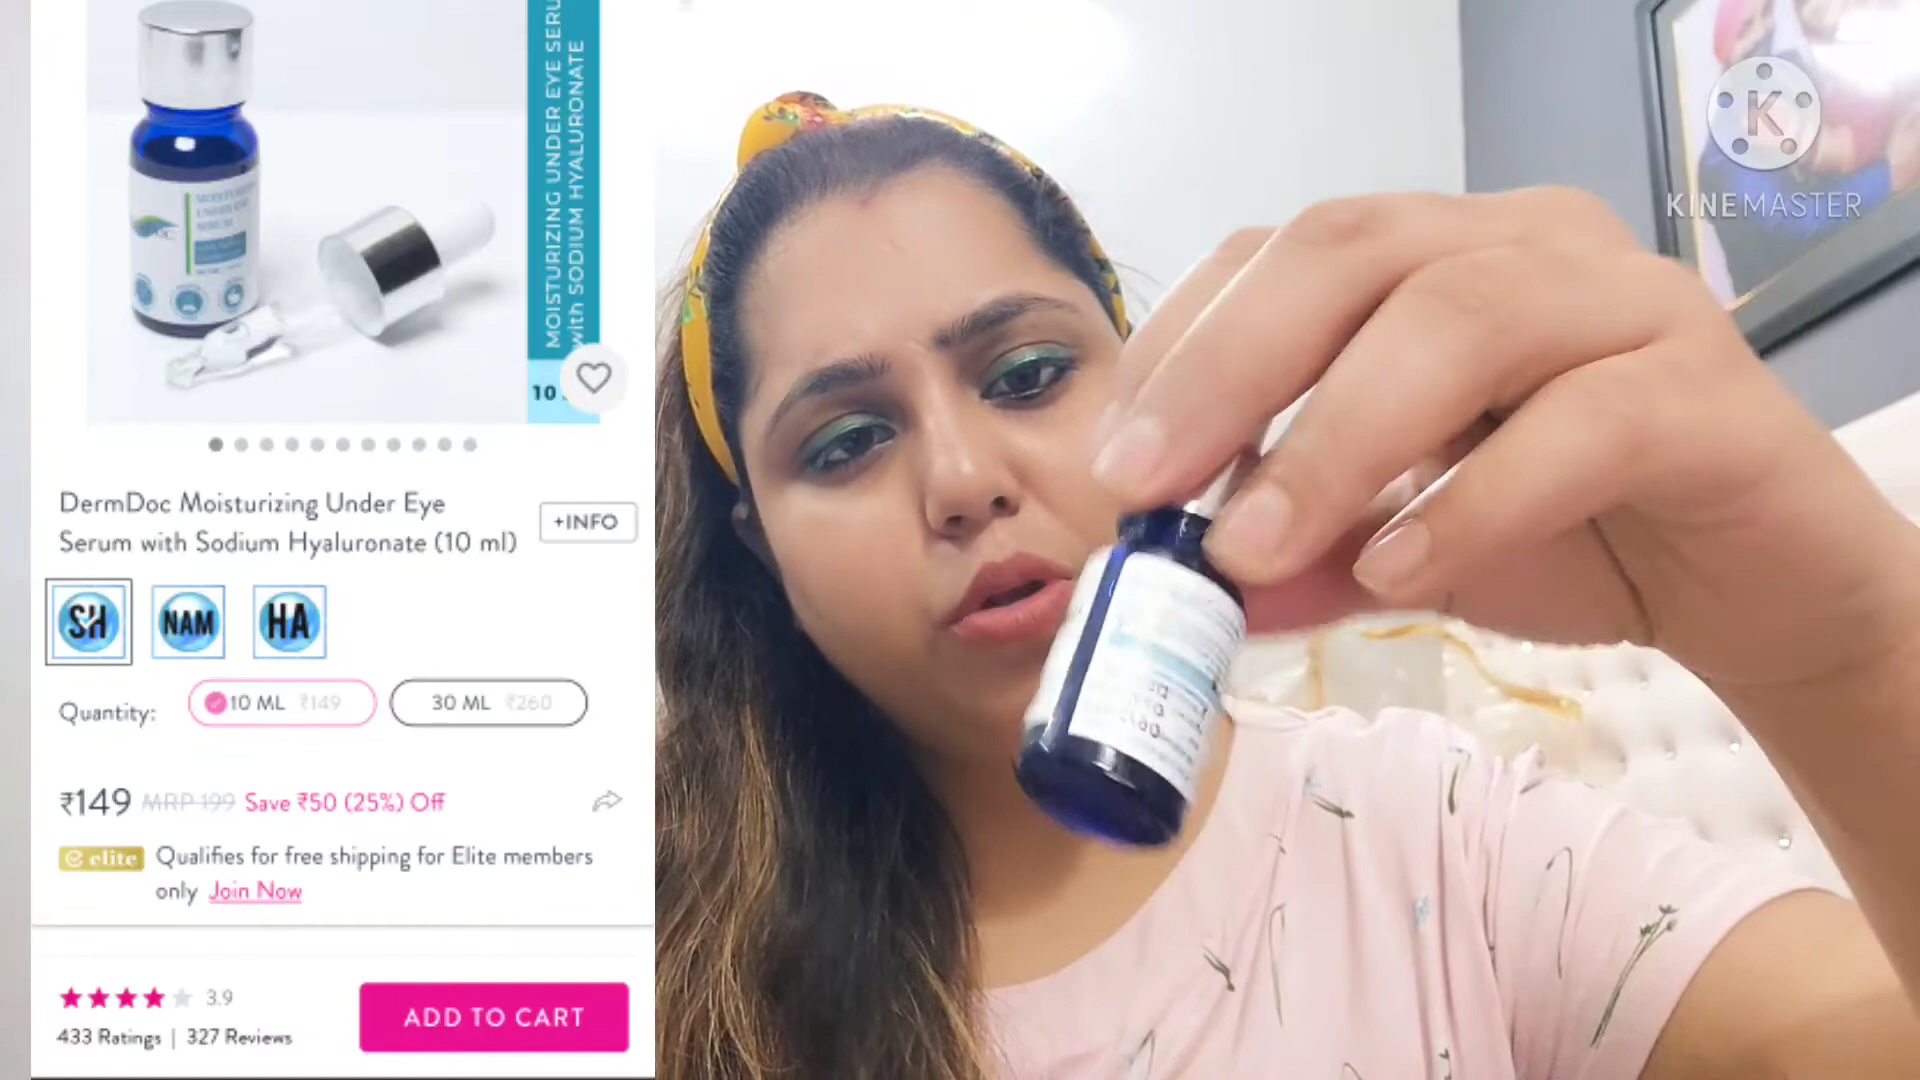 MOISTURIZING UNDER EYE SERU
with SODIUM HYALURONATE
10
DermDoc Moisturizing Under Eye
Serum with Sodium Hyaluronate (10 ml)
+INFO
SH
NAM
HA
Quantity:
10 ML ₹149
30 ML ₹260
₹149 MRP 199 Save ₹50 (25%) Off
elite Qualifies for free shipping for Elite members
only Join Now
3.9
433 Ratings | 327 Reviews
ADD TO CART
K
KINEMASTER